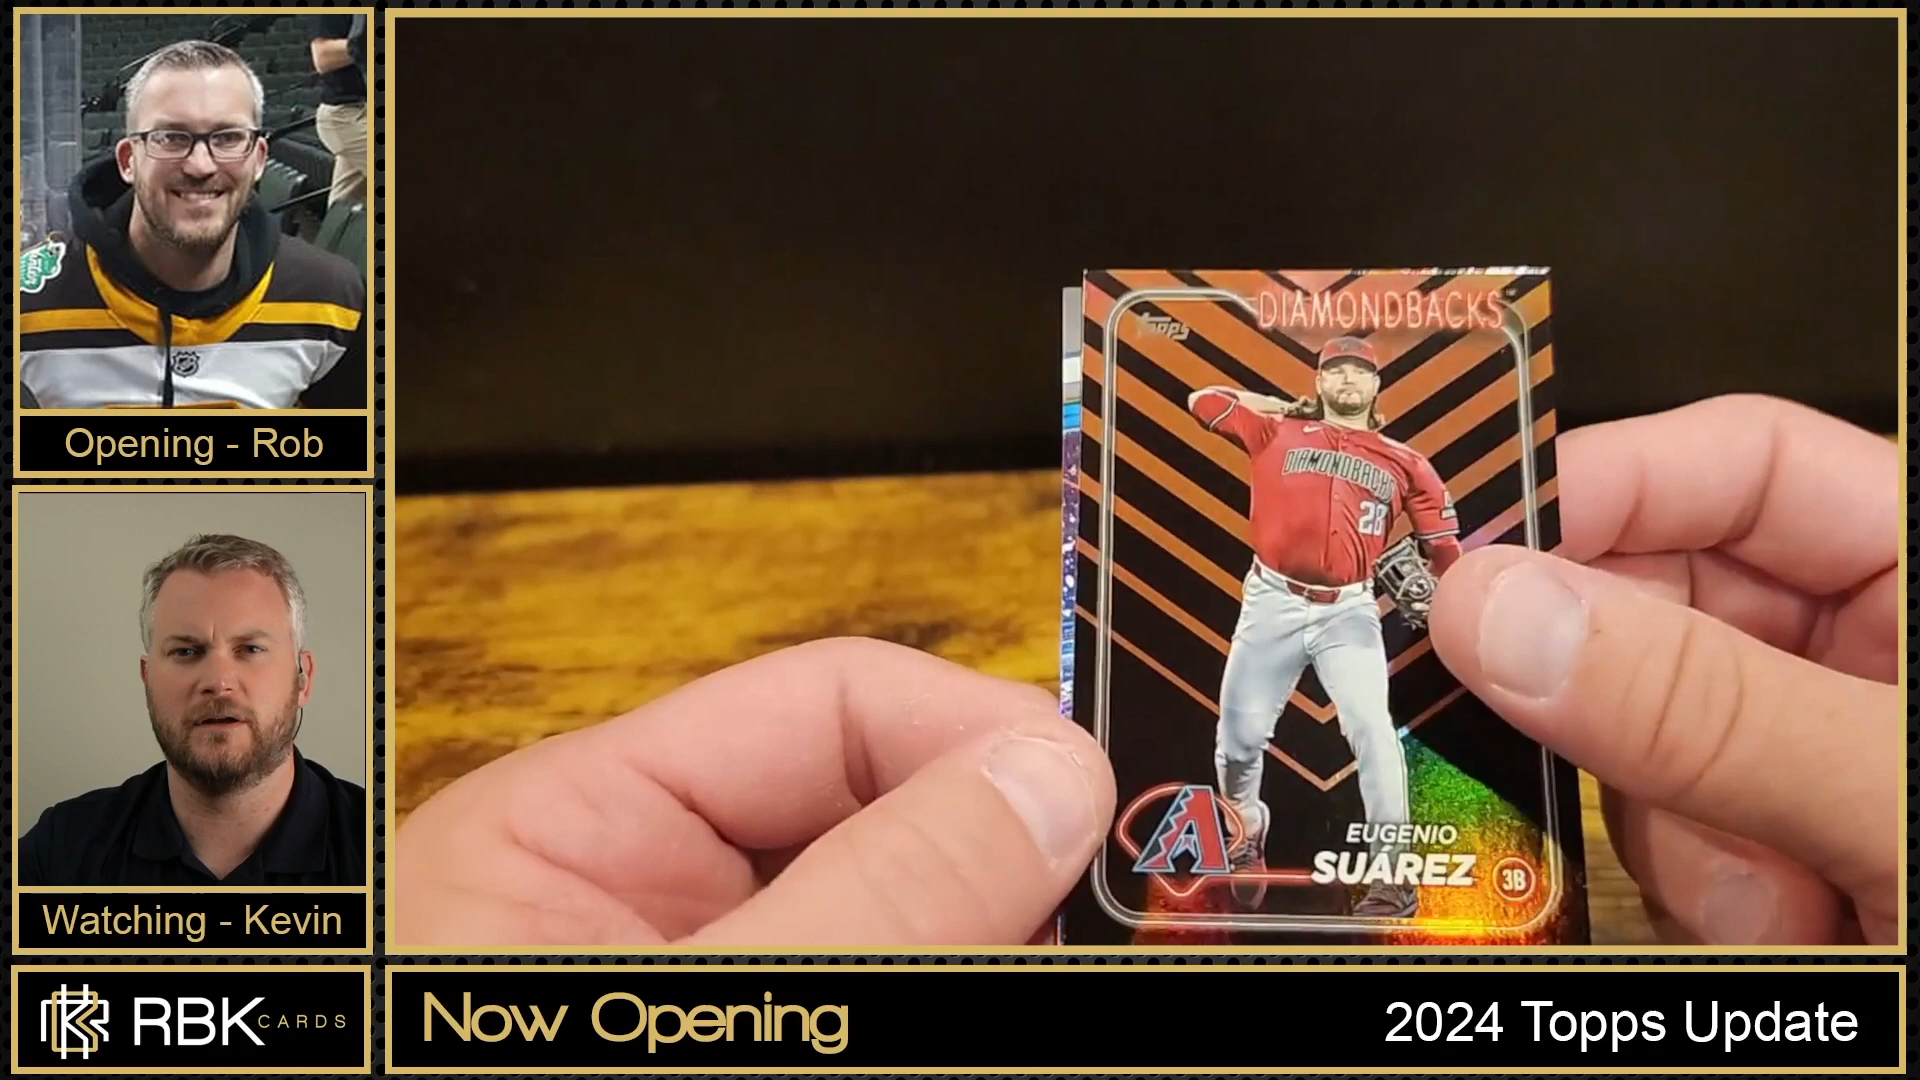 Opening - Rob
Watching - Kevin
RBK CARDS
Topps
DIAMONDBACKS
DIAMONDBACKS
28
EUGENIO
SUÁREZ
3B
Now Opening
2024 Topps Update